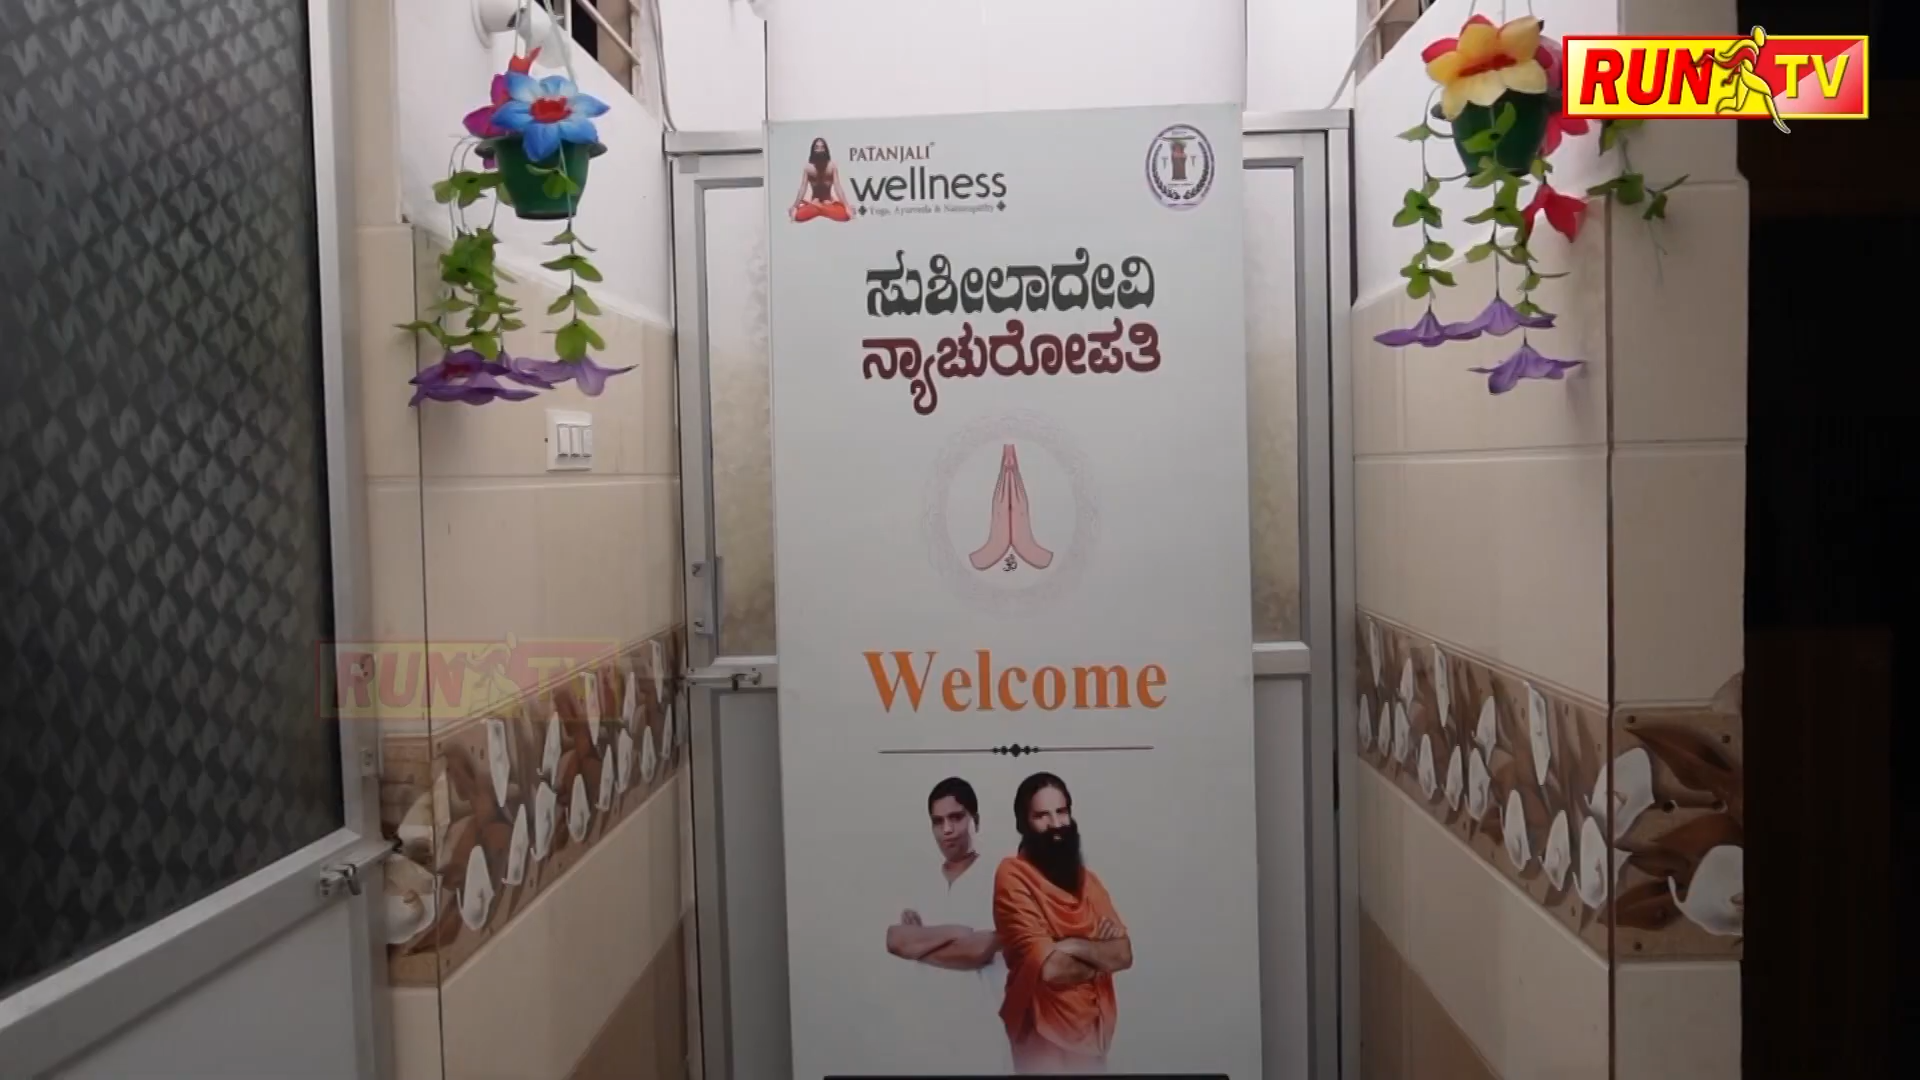 RUN TV
PATANJALI
wellness
Yoga, Ayurveda & Naturopathy
T T
ಸುಶೀಲಾದೇವಿ
ನ್ಯಾಚುರೋಪತಿ
ॐ
Welcome
RUN TV